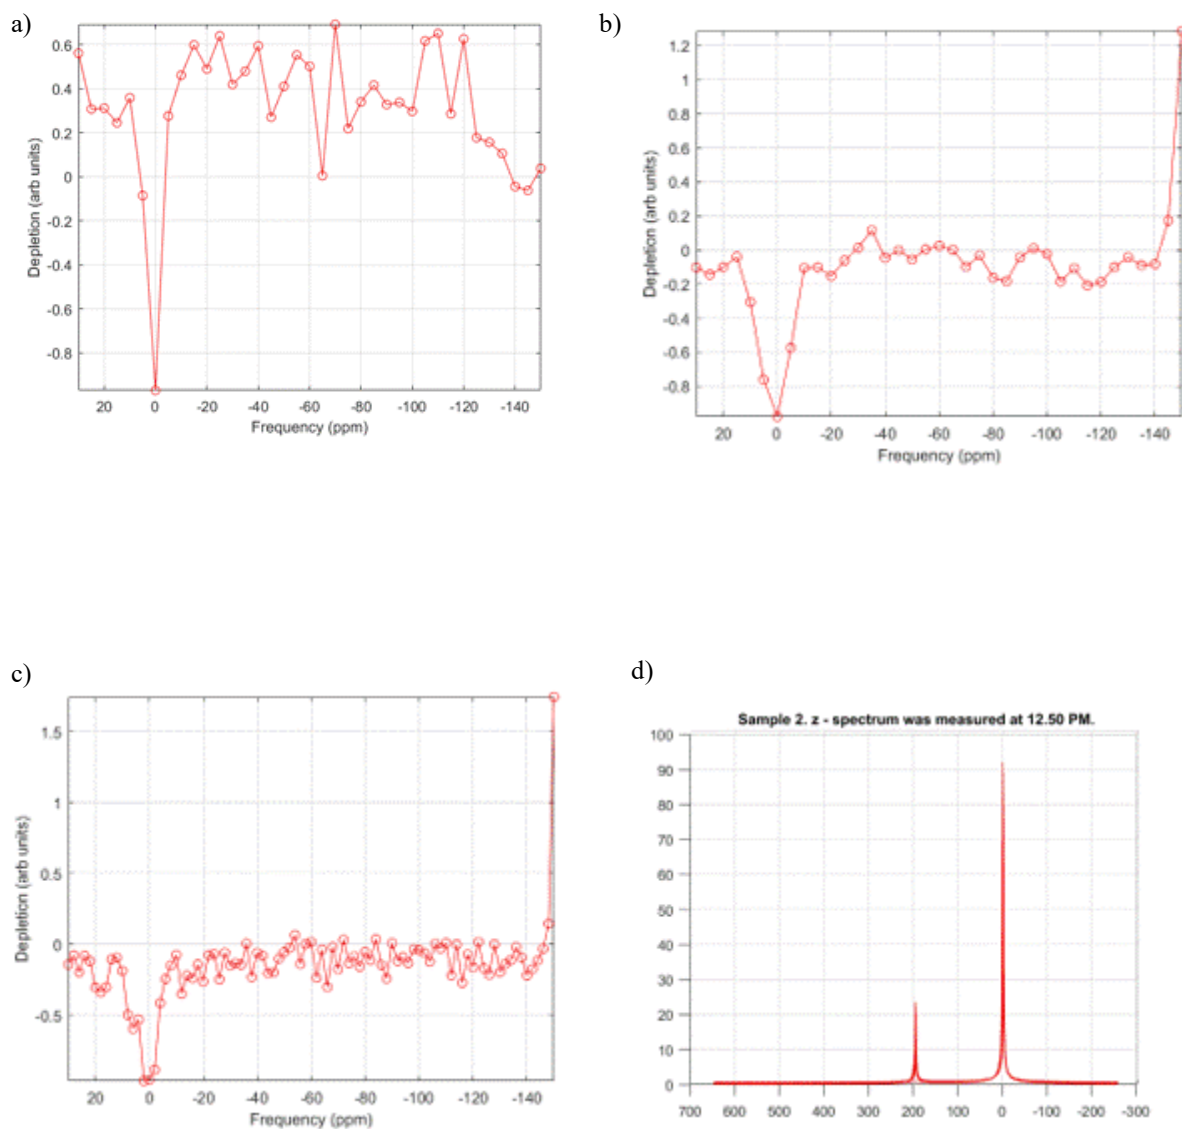 a)
0.6
0.4
0.2
0
-0.2
-0.4
-0.6
-0.8
Depletion (arb units)
20 0 -20 -40 -60 -80 -100 -120 -140
Frequency (ppm)
b)
1.2
1
0.8
0.6
0.4
0.2
0
-0.2
-0.4
-0.6
-0.8
Depletion (arb units)
20 0 -20 -40 -60 -80 -100 -120 -140
Frequency (ppm)
c)
1.5
1
0.5
0
-0.5
Depletion (arb units)
20 0 -20 -40 -60 -80 -100 -120 -140
Frequency (ppm)
d)
Sample 2. z - spectrum was measured at 12.50 PM.
100
90
80
70
60
50
40
30
20
10
0
700 600 500 400 300 200 100 0 -100 -200 -300